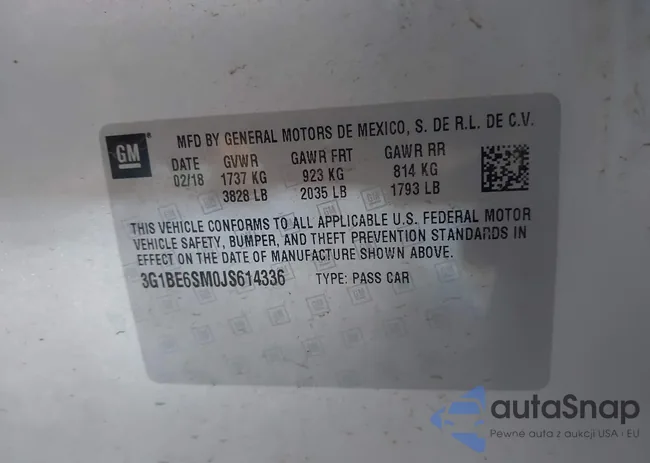 GM
MFD BY GENERAL MOTORS DE MEXICO, S. DE R.L. DE C.V.
DATE GVWR GAWR FRT GAWR RR
02/18 1737 KG 923 KG 814 KG
3828 LB 2035 LB 1793 LB
THIS VEHICLE CONFORMS TO ALL APPLICABLE U.S. FEDERAL MOTOR
VEHICLE SAFETY, BUMPER, AND THEFT PREVENTION STANDARDS IN
EFFECT ON THE DATE OF MANUFACTURE SHOWN ABOVE.
3G1BE6SM0JS614336 TYPE: PASS CAR
autaSnap
Pewne auta z aukcji USA i EU